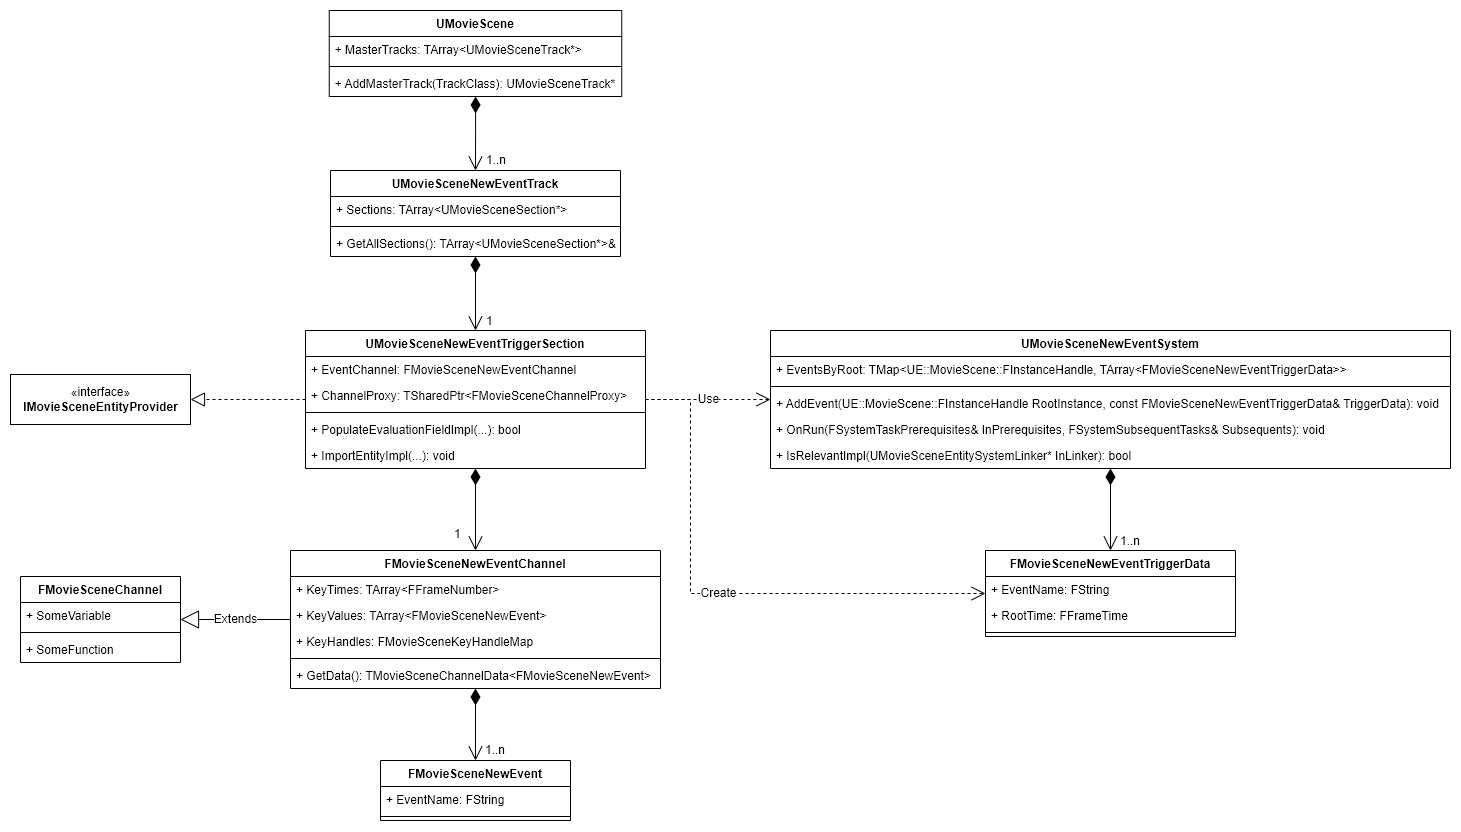 UMovieScene
+ MasterTracks: TArray<UMovieSceneTrack*>
+ AddMasterTrack(TrackClass): UMovieSceneTrack*
1..n
UMovieSceneNewEventTrack
+ Sections: TArray<UMovieSceneSection*>
+ GetAllSections(): TArray<UMovieSceneSection*>&
1
UMovieSceneNewEventTriggerSection
+ EventChannel: FMovieSceneNewEventChannel
+ ChannelProxy: TSharedPtr<FMovieSceneChannelProxy>
+ PopulateEvaluationFieldImpl(...): bool
+ ImportEntityImpl(...): void
«interface»
IMovieSceneEntityProvider
Use
UMovieSceneNewEventSystem
+ EventsByRoot: TMap<UE::MovieScene::FInstanceHandle, TArray<FMovieSceneNewEventTriggerData>>
+ AddEvent(UE::MovieScene::FInstanceHandle RootInstance, const FMovieSceneNewEventTriggerData& TriggerData): void
+ OnRun(FSystemTaskPrerequisites& InPrerequisites, FSystemSubsequentTasks& Subsequents): void
+ IsRelevantImpl(UMovieSceneEntitySystemLinker* InLinker): bool
1
1..n
FMovieSceneChannel
+ SomeVariable
+ SomeFunction
Extends
FMovieSceneNewEventChannel
+ KeyTimes: TArray<FFrameNumber>
+ KeyValues: TArray<FMovieSceneNewEvent>
+ KeyHandles: FMovieSceneKeyHandleMap
+ GetData(): TMovieSceneChannelData<FMovieSceneNewEvent>
Create
FMovieSceneNewEventTriggerData
+ EventName: FString
+ RootTime: FFrameTime
1..n
FMovieSceneNewEvent
+ EventName: FString